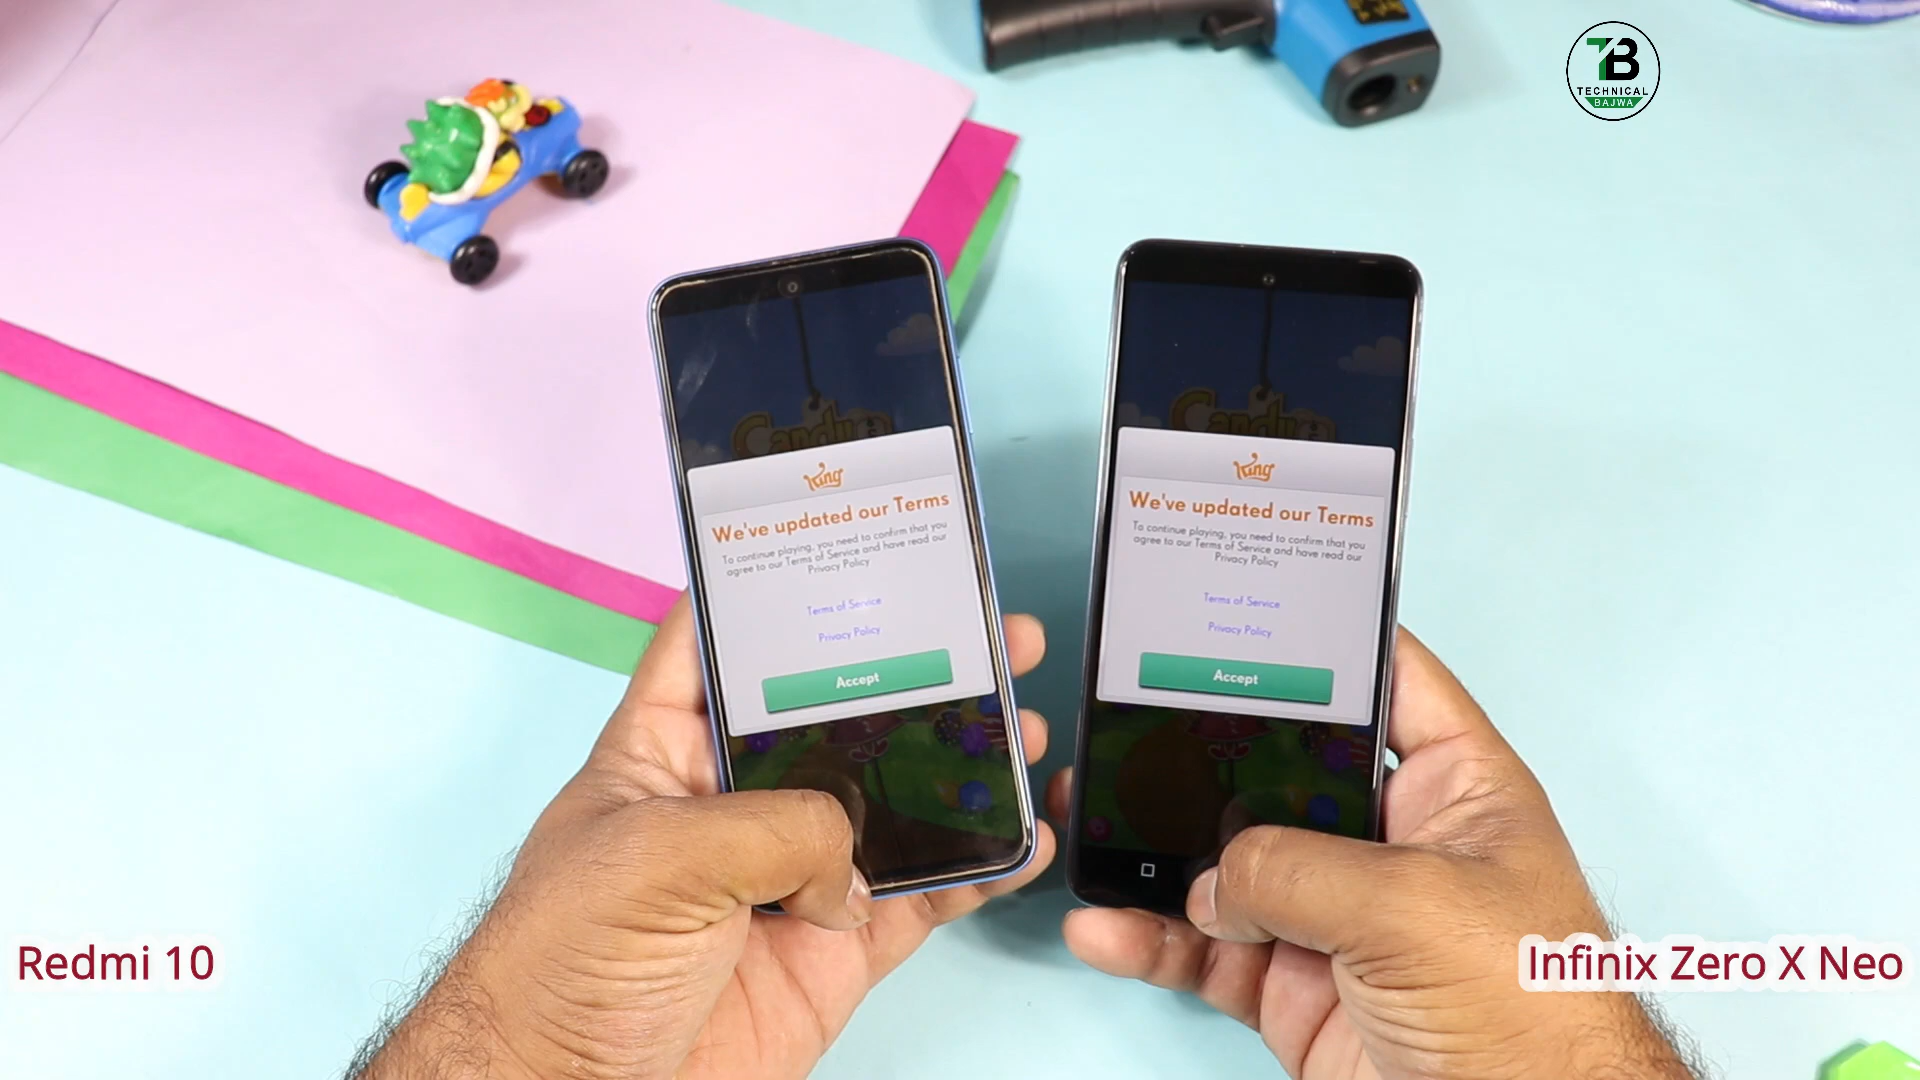 TB
TECHNICAL
BAJWA
Candy
King
We've updated our Terms
To continue playing, you need to confirm that you
agree to our Terms of Service and have read our
Privacy Policy
Terms of Service
Privacy Policy
Accept
Candy
King
We've updated our Terms
To continue playing, you need to confirm that you
agree to our Terms of Service and have read our
Privacy Policy
Terms of Service
Privacy Policy
Accept
Redmi 10
Infinix Zero X Neo